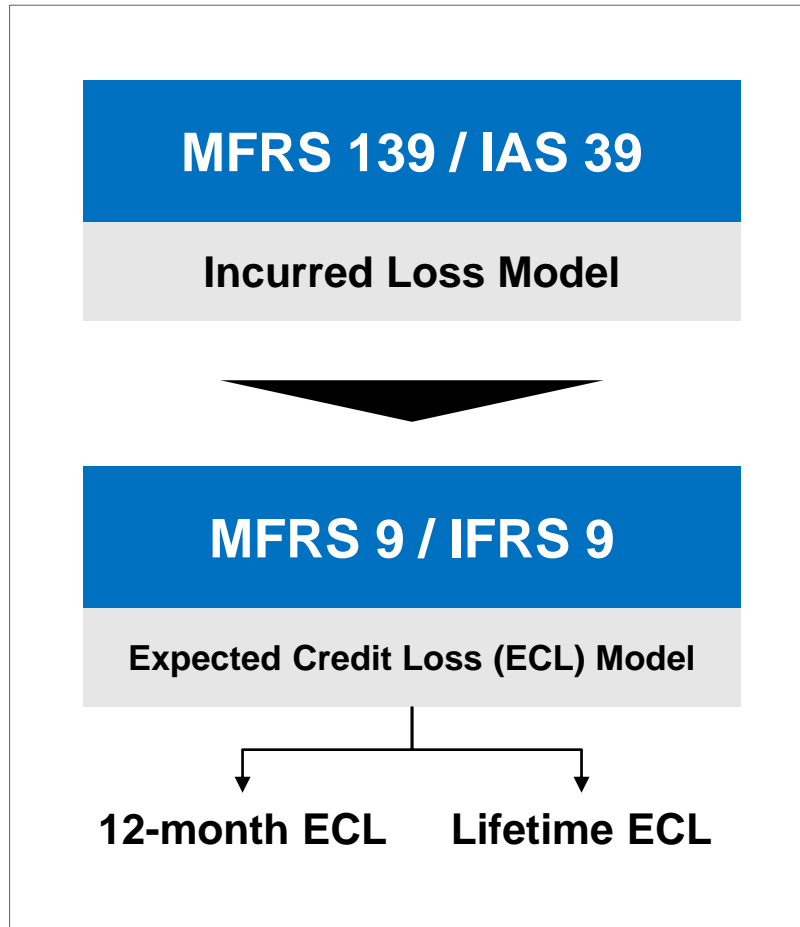 MFRS 139 / IAS 39
Incurred Loss Model
MFRS 9 / IFRS 9
Expected Credit Loss (ECL) Model
12-month ECL
Lifetime ECL